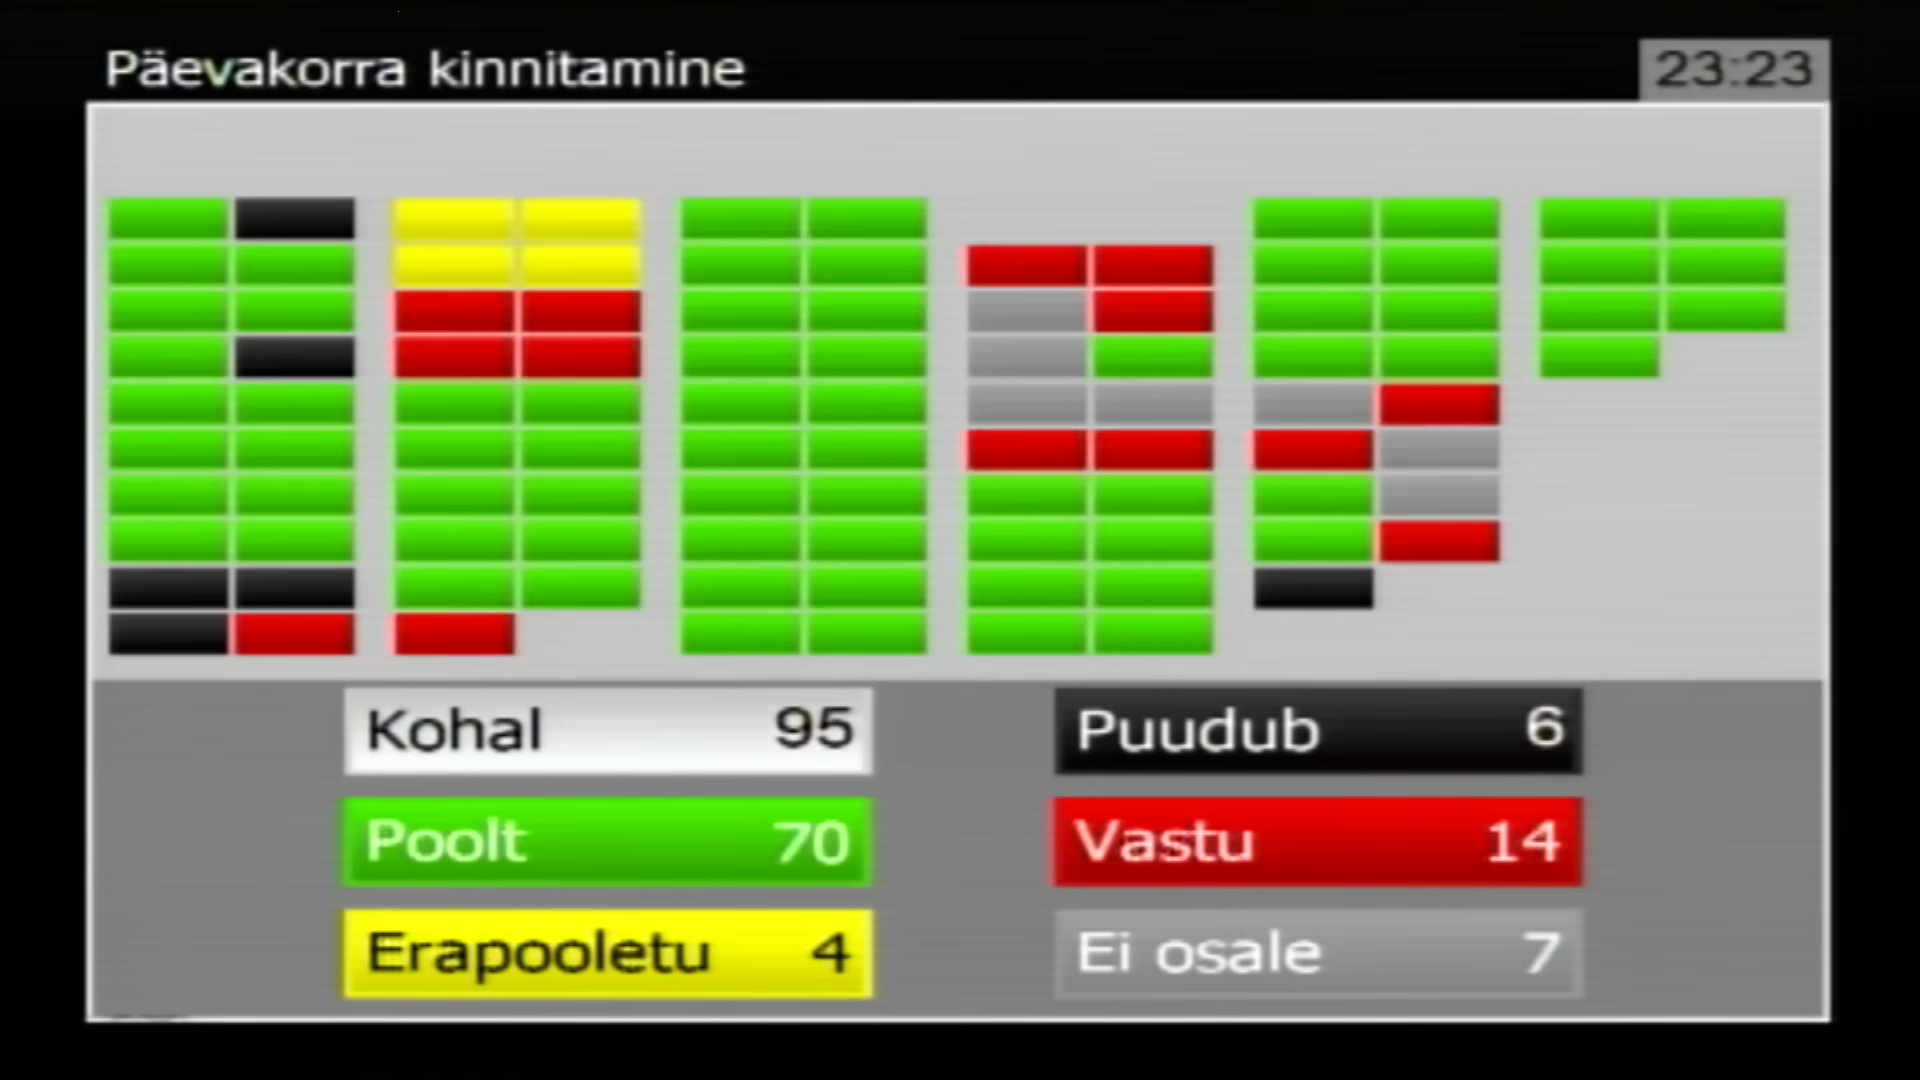 Päevakorra kinnitamine 23:23
Kohal 95 Puudub 6
Poolt 70 Vastu 14
Erapooletu 4 Ei osale 7